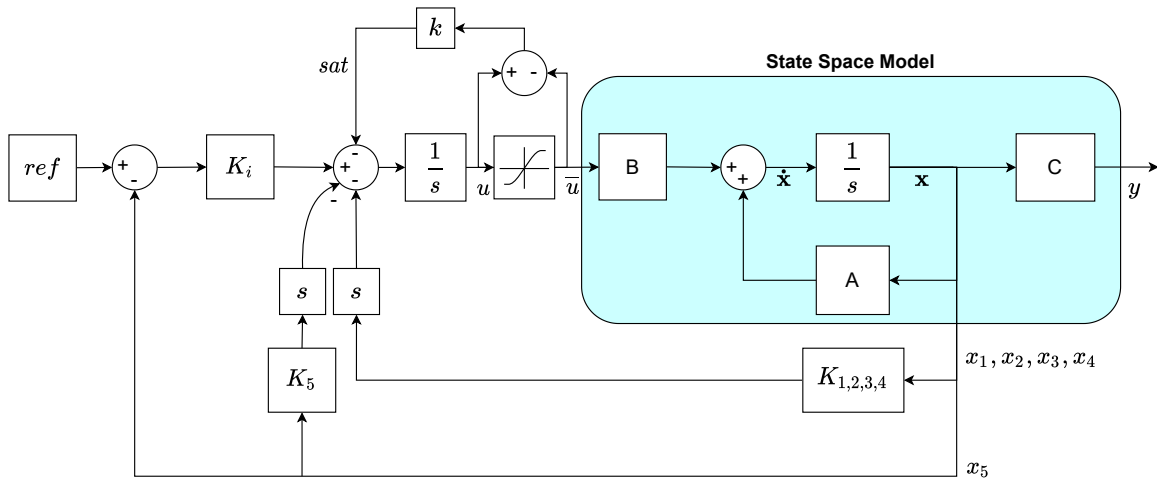 k
sat
+ -
State Space Model
ref
+
-
K_i
-
+
-
-
1/s
u
u̅
B
+
+
ẋ
1/s
x
C
y
A
s
s
K_5
K_{1,2,3,4}
x_1, x_2, x_3, x_4
x_5